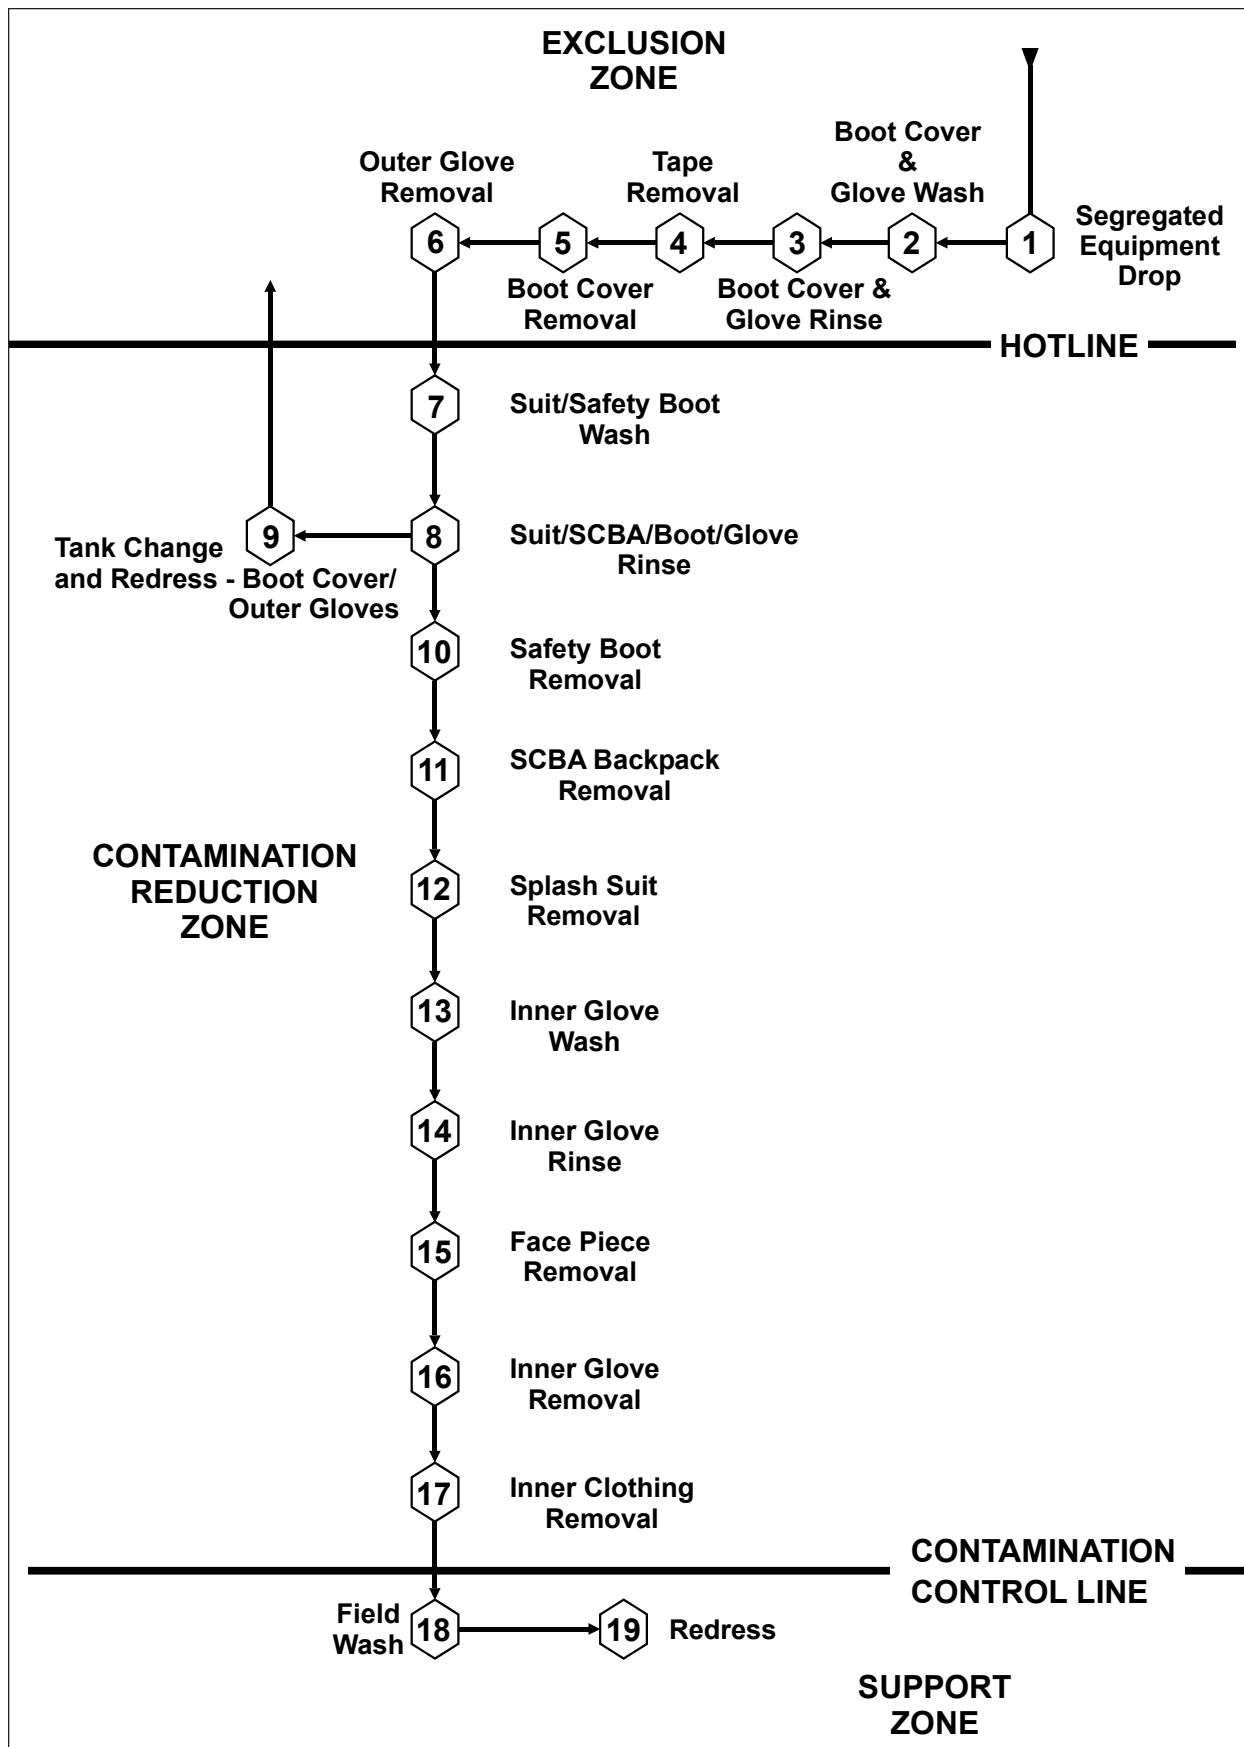 EXCLUSION
ZONE
Outer Glove
Removal
Tape
Removal
Boot Cover
&
Glove Wash
6
5
4
3
2
1
Segregated
Equipment
Drop
Boot Cover
Removal
Boot Cover &
Glove Rinse
HOTLINE
7
Suit/Safety Boot
Wash
9
8
Suit/SCBA/Boot/Glove
Rinse
Tank Change
and Redress - Boot Cover/
Outer Gloves
10
Safety Boot
Removal
11
SCBA Backpack
Removal
CONTAMINATION
REDUCTION
ZONE
12
Splash Suit
Removal
13
Inner Glove
Wash
14
Inner Glove
Rinse
15
Face Piece
Removal
16
Inner Glove
Removal
17
Inner Clothing
Removal
CONTAMINATION
CONTROL LINE
Field
Wash
18
19
Redress
SUPPORT
ZONE